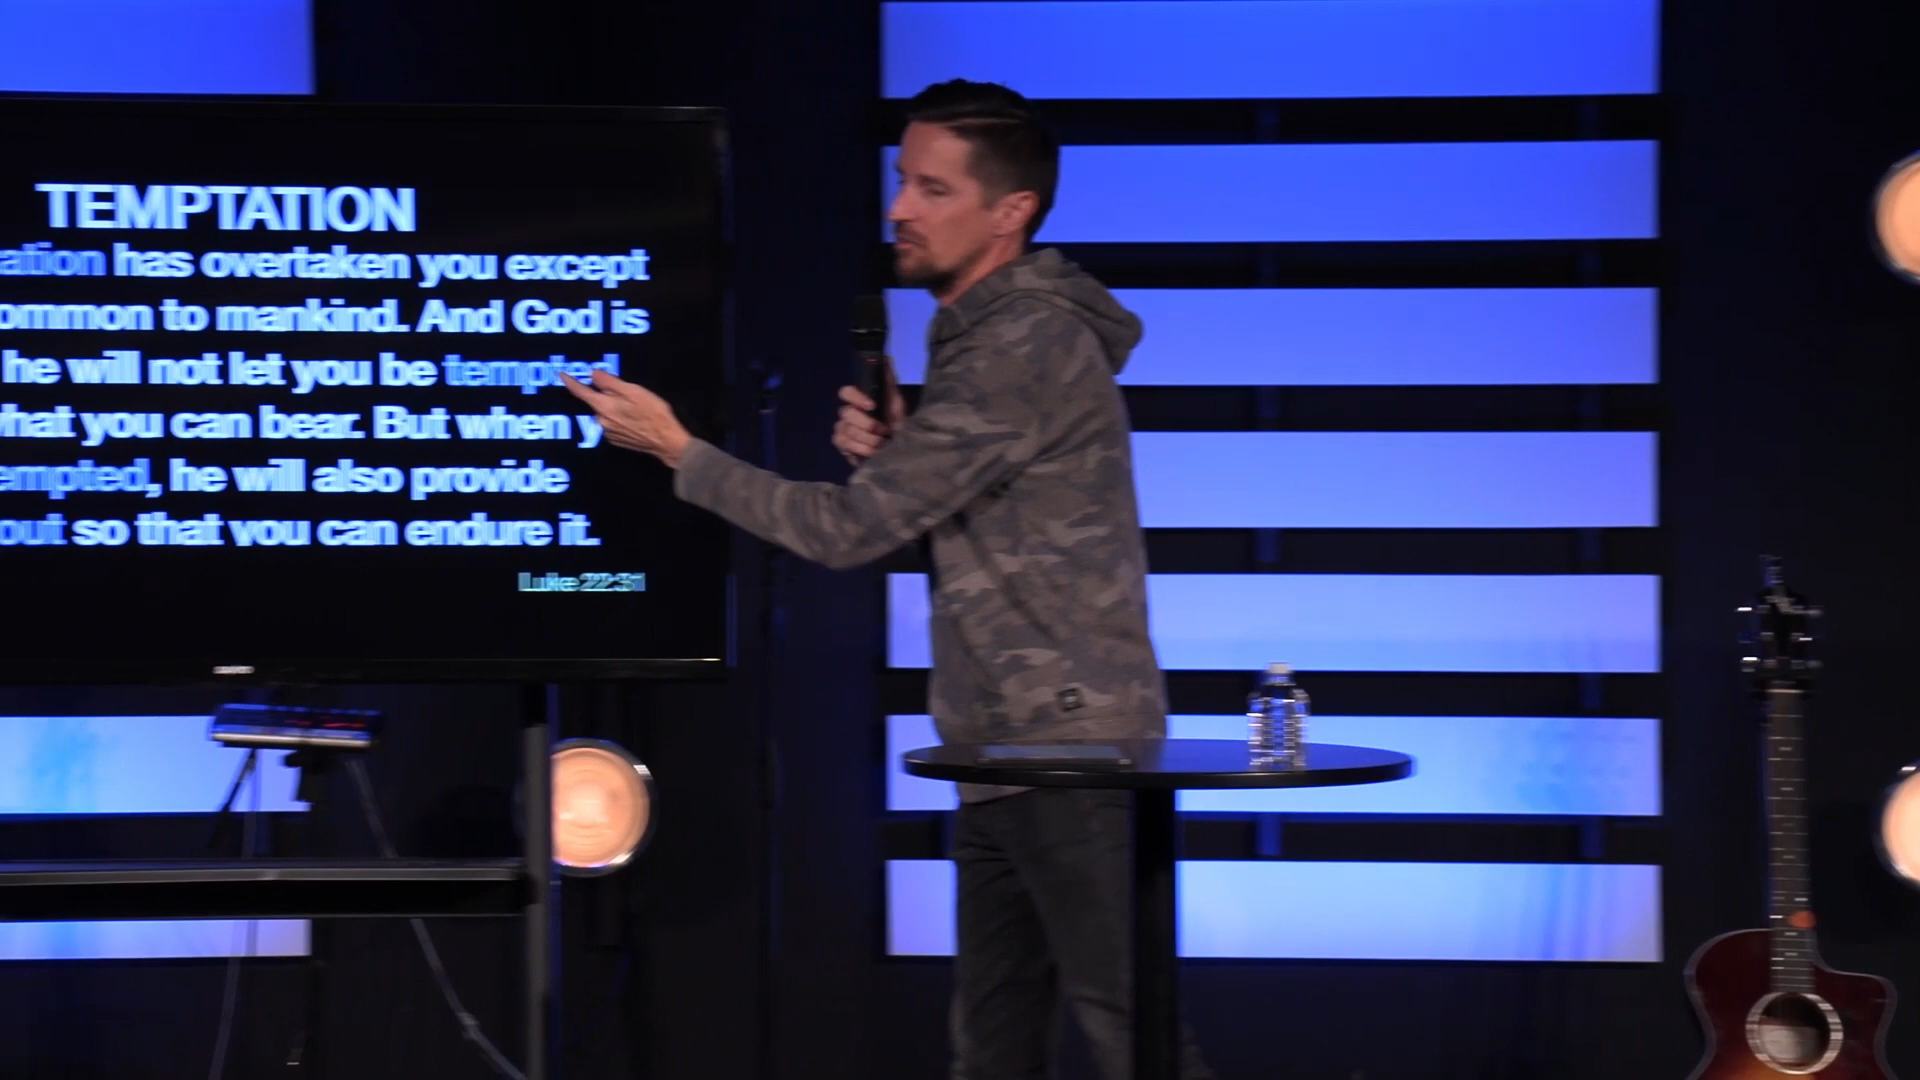 TEMPTATION
ation has overtaken you except
ommon to mankind. And God is
he will not let you be tempted
hat you can bear. But when y
empted, he will also provide
out so that you can endure it.
Luke 22:31